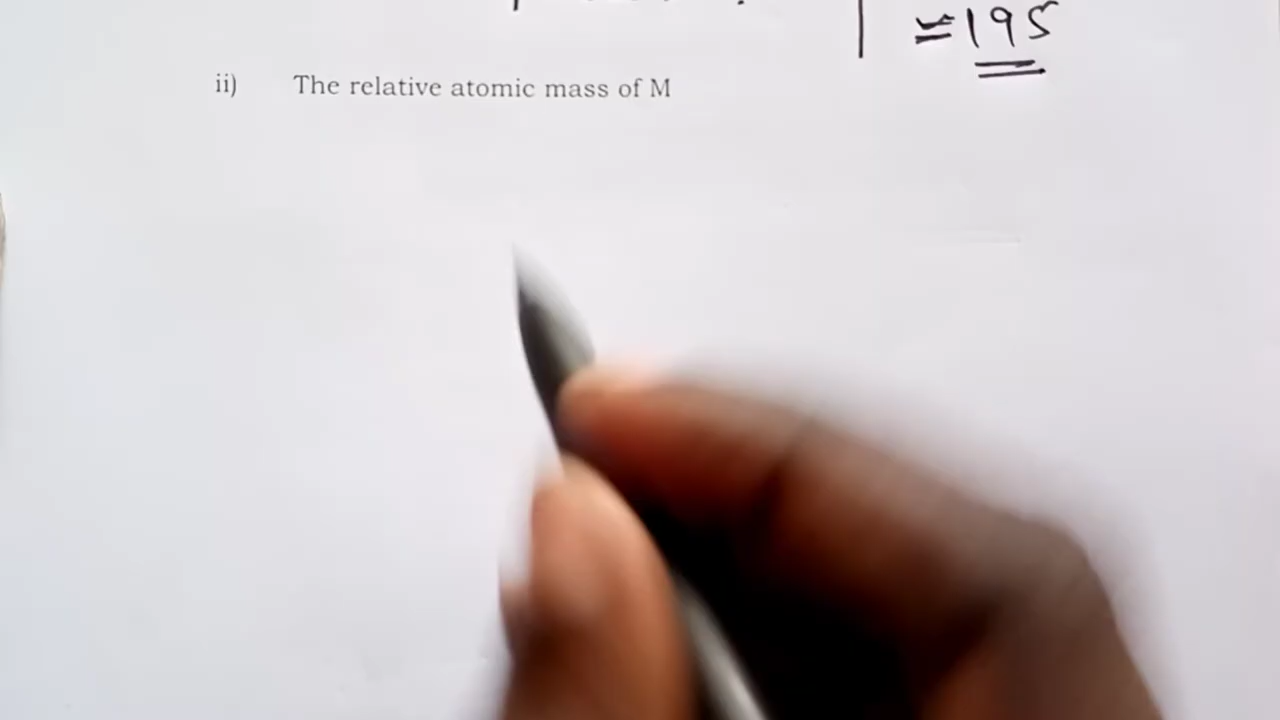 ≃195
ii) The relative atomic mass of M